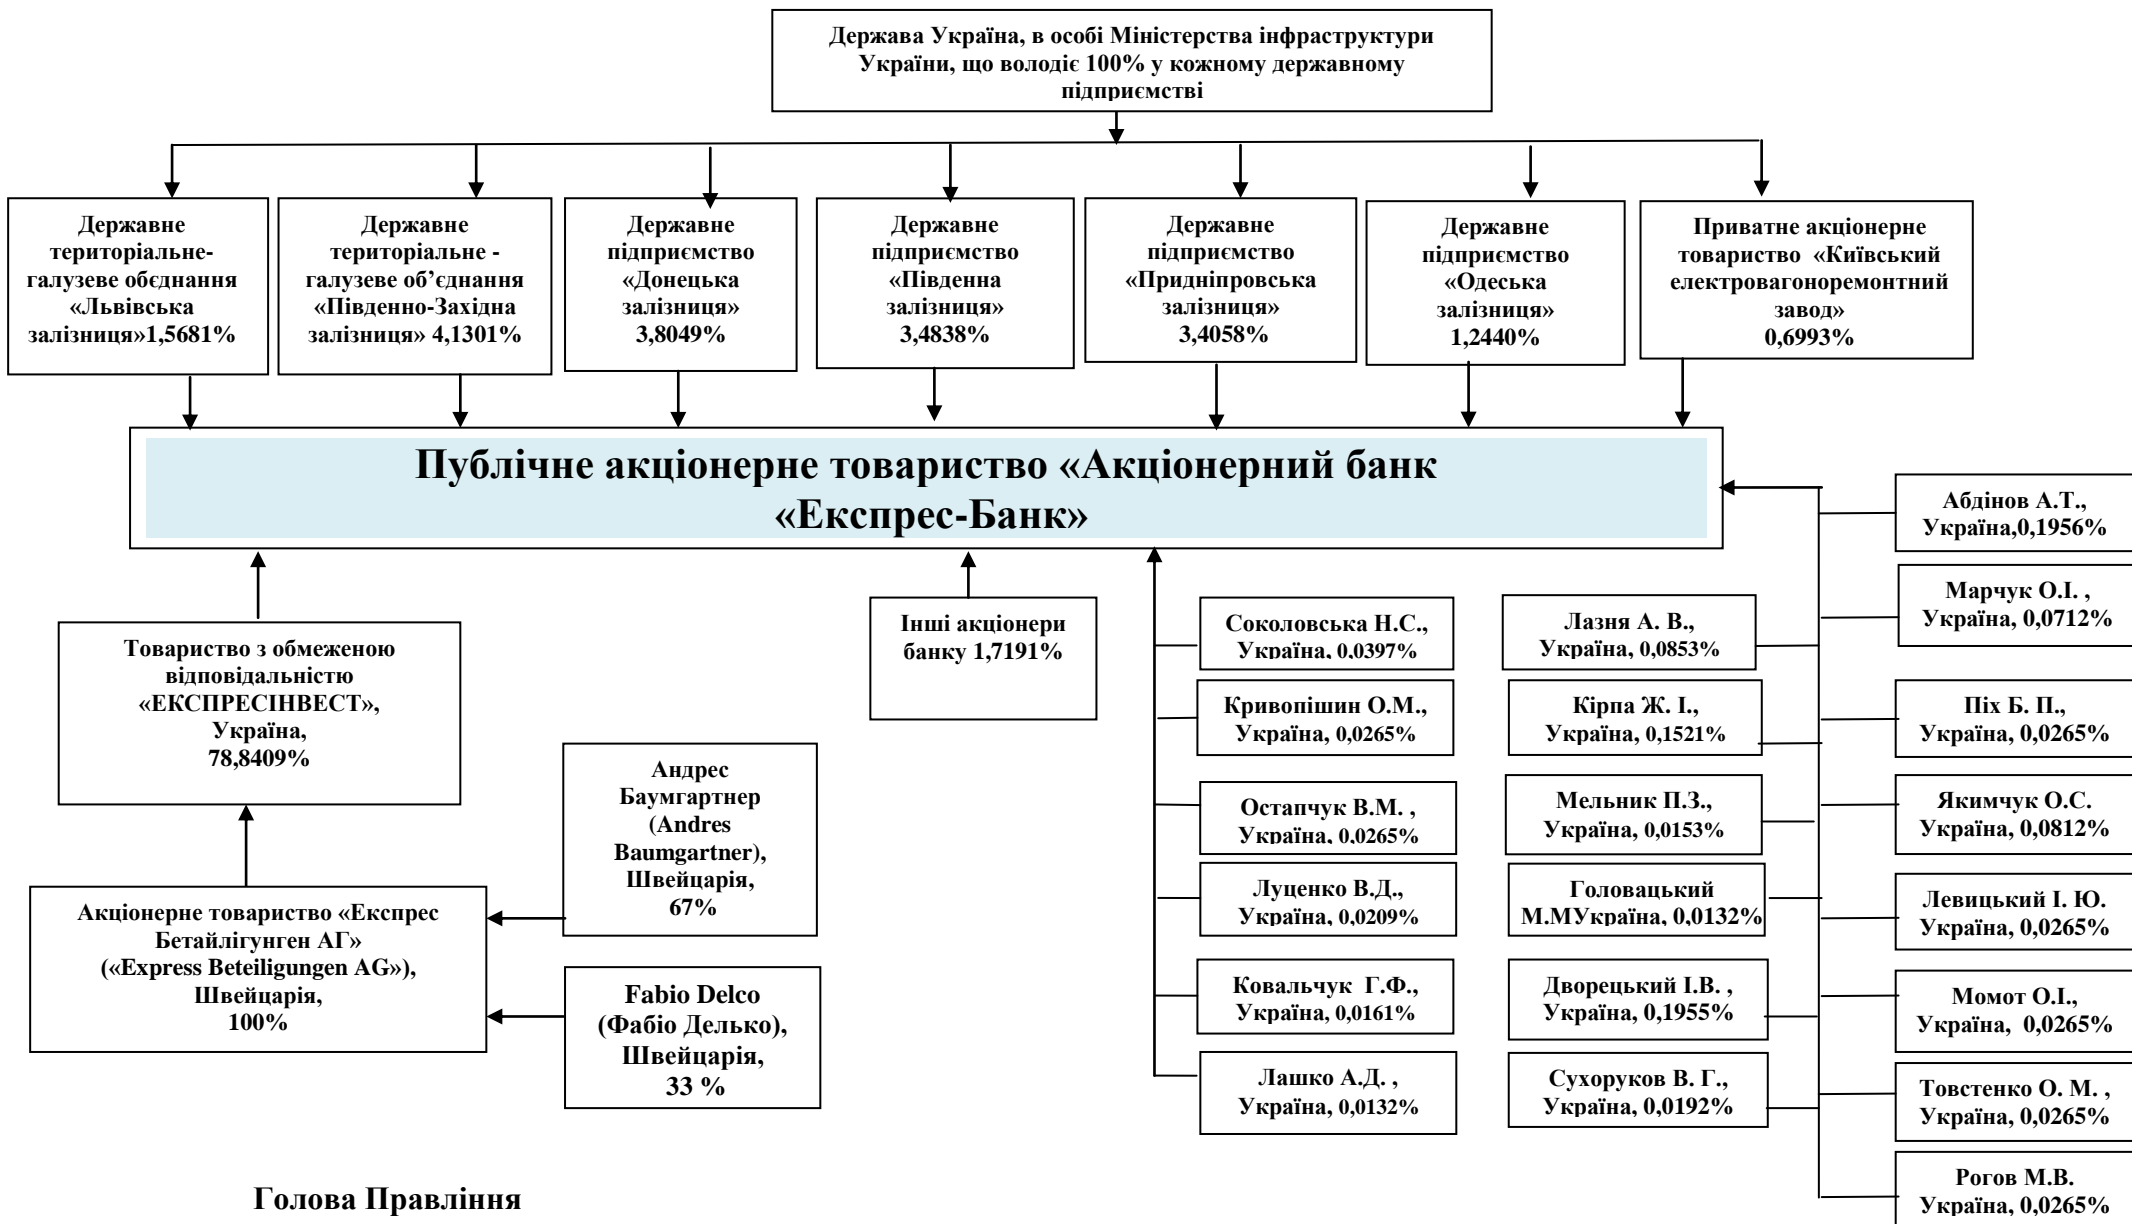 Держава Україна, в особі Міністерства інфраструктури
України, що володіє 100% у кожному державному
підприємстві
Державне
територіальне-
галузеве обєднання
«Львівська
залізниця»1,5681%
Державне
територіальне -
галузеве об’єднання
«Південно-Західна
залізниця» 4,1301%
Державне
підприємство
«Донецька
залізниця»
3,8049%
Державне
підприємство
«Південна
залізниця»
3,4838%
Державне
підприємство
«Придніпровська
залізниця»
3,4058%
Державне
підприємство
«Одеська
залізниця»
1,2440%
Приватне акціонерне
товариство «Київський
електровагоноремонтний
завод»
0,6993%
Публічне акціонерне товариство «Акціонерний банк
«Експрес-Банк»
Товариство з обмеженою
відповідальністю
«ЕКСПРЕСІНВЕСТ»,
Україна,
78,8409%
Акціонерне товариство «Експрес
Бетайлігунген АГ»
(«Express Beteiligungen AG»),
Швейцарія,
100%
Андрес
Баумгартнер
(Andres
Baumgartner),
Швейцарія,
67%
Fabio Delco
(Фабіо Делько),
Швейцарія,
33 %
Інші акціонери
банку 1,7191%
Соколовська Н.С.,
Україна, 0,0397%
Кривопішин О.М.,
Україна, 0,0265%
Остапчук В.М. ,
Україна, 0,0265%
Луценко В.Д.,
Україна, 0,0209%
Ковальчук Г.Ф.,
Україна, 0,0161%
Лашко А.Д. ,
Україна, 0,0132%
Лазня А. В.,
Україна, 0,0853%
Кірпа Ж. І.,
Україна, 0,1521%
Мельник П.З.,
Україна, 0,0153%
Головацький
М.МУкраїна, 0,0132%
Дворецький І.В. ,
Україна, 0,1955%
Сухоруков В. Г.,
Україна, 0,0192%
Абдінов А.Т.,
Україна,0,1956%
Марчук О.І. ,
Україна, 0,0712%
Піх Б. П.,
Україна, 0,0265%
Якимчук О.С.
Україна, 0,0812%
Левицький І. Ю.
Україна, 0,0265%
Момот О.І.,
Україна, 0,0265%
Товстенко О. М. ,
Україна, 0,0265%
Рогов М.В.
Україна, 0,0265%
Голова Правління